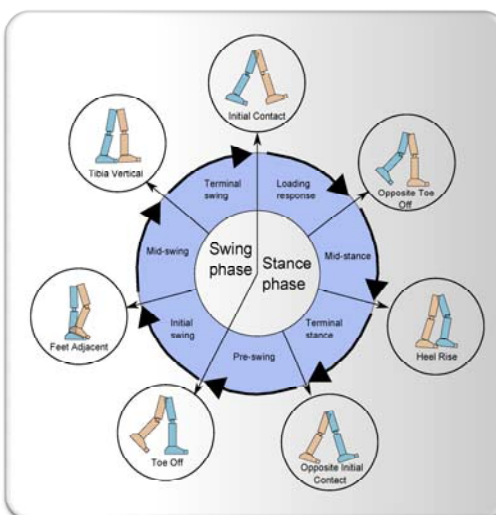 Initial Contact
Tibia Vertical
Opposite Toe
Off
Terminal
swing
Loading
response
Mid-swing
Swing
phase
Stance
phase
Mid-stance
Feet Adjacent
Initial
swing
Terminal
stance
Heel Rise
Pre-swing
Toe Off
Opposite Initial
Contact